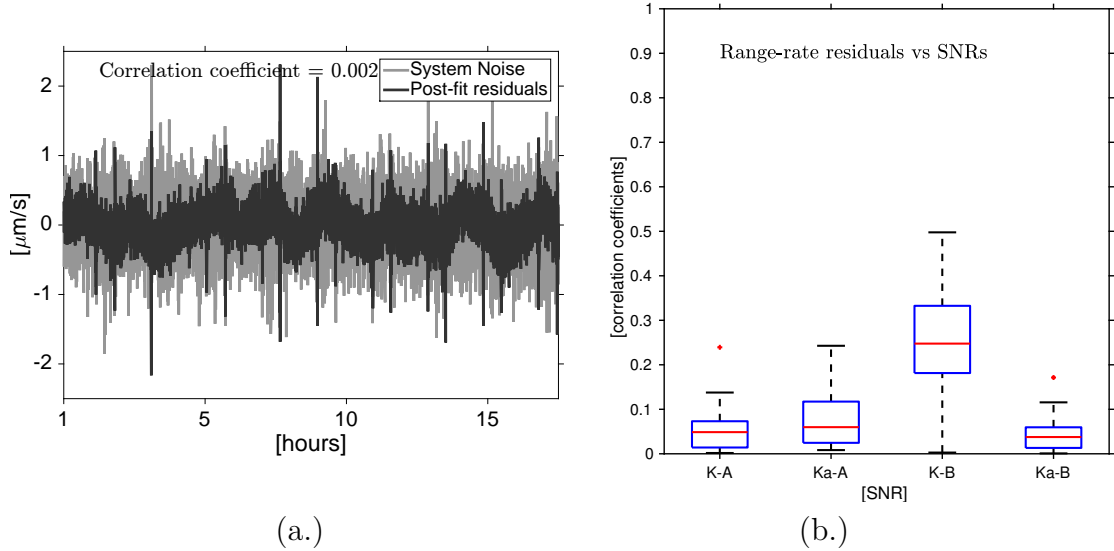 Correlation coefficient = 0.002
System Noise
Post-fit residuals
2
1
0
-1
-2
[μm/s]
1
5
10
15
[hours]
(a.)
Range-rate residuals vs SNRs
1
0.9
0.8
0.7
0.6
0.5
0.4
0.3
0.2
0.1
0
[correlation coefficients]
K-A
Ka-A
K-B
Ka-B
[SNR]
(b.)